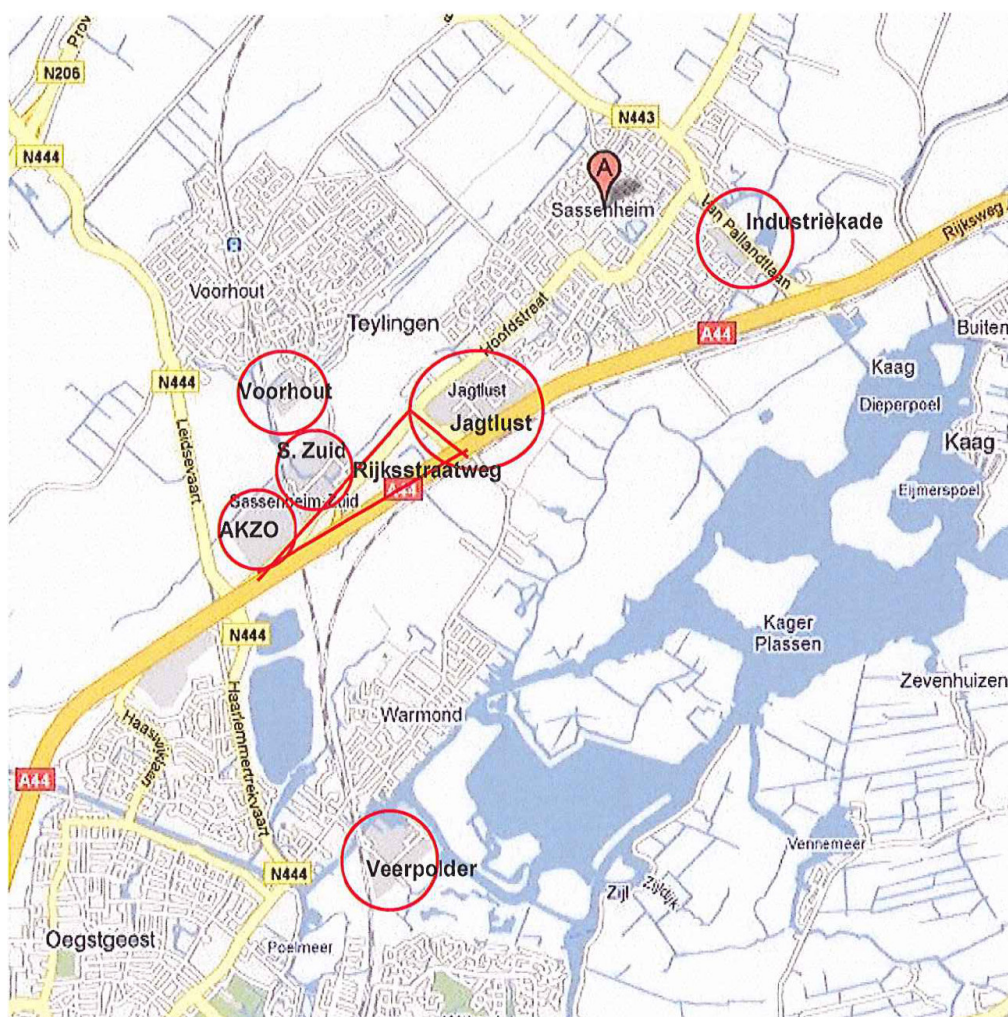 Prov
N206
N443
N444
A
Sassenheim
Industriekade
Van Pallandtlaan
Rijksweg
Voorhout
Teylingen
Hoofdstraat
A44
Buiten
N444
Kaag
Leidsevaart
Voorhout
Jagtlust
Jagtlust
Dieperpoel
Kaag
S. Zuid
Rijksstraatweg
A44
Eijmerspoel
Sassenheim-Zuid
AKZO
N444
Kager
Plassen
Zevenhuizen
Warmond
Haaswijklaan
Haarlemmertrekvaart
A44
Vennemeer
Veerpolder
N444
Zijl
Zijldijk
Oegstgeest
Poelmeer